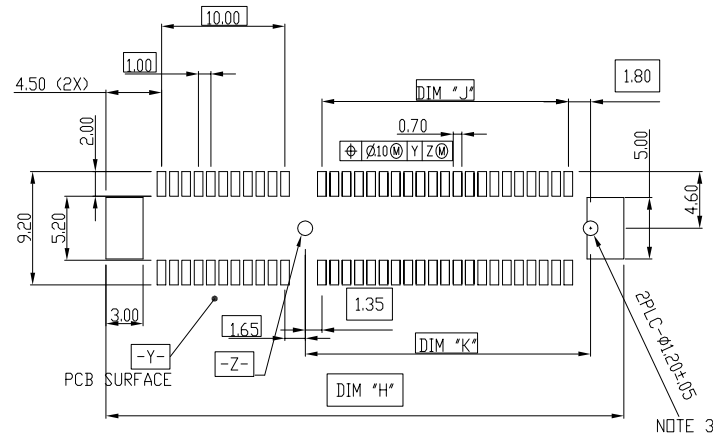 10.00
1.00
4.50 (2X)
DIM "J"
1.80
0.70
2.00
⌖ Ø.10Ⓜ Y ZⓂ
5.00
9.20
5.20
4.60
3.00
1.35
1.65
-Y-
-Z-
DIM "K"
2PLC-Ø1.20±.05
PCB SURFACE
DIM "H"
NOTE 3